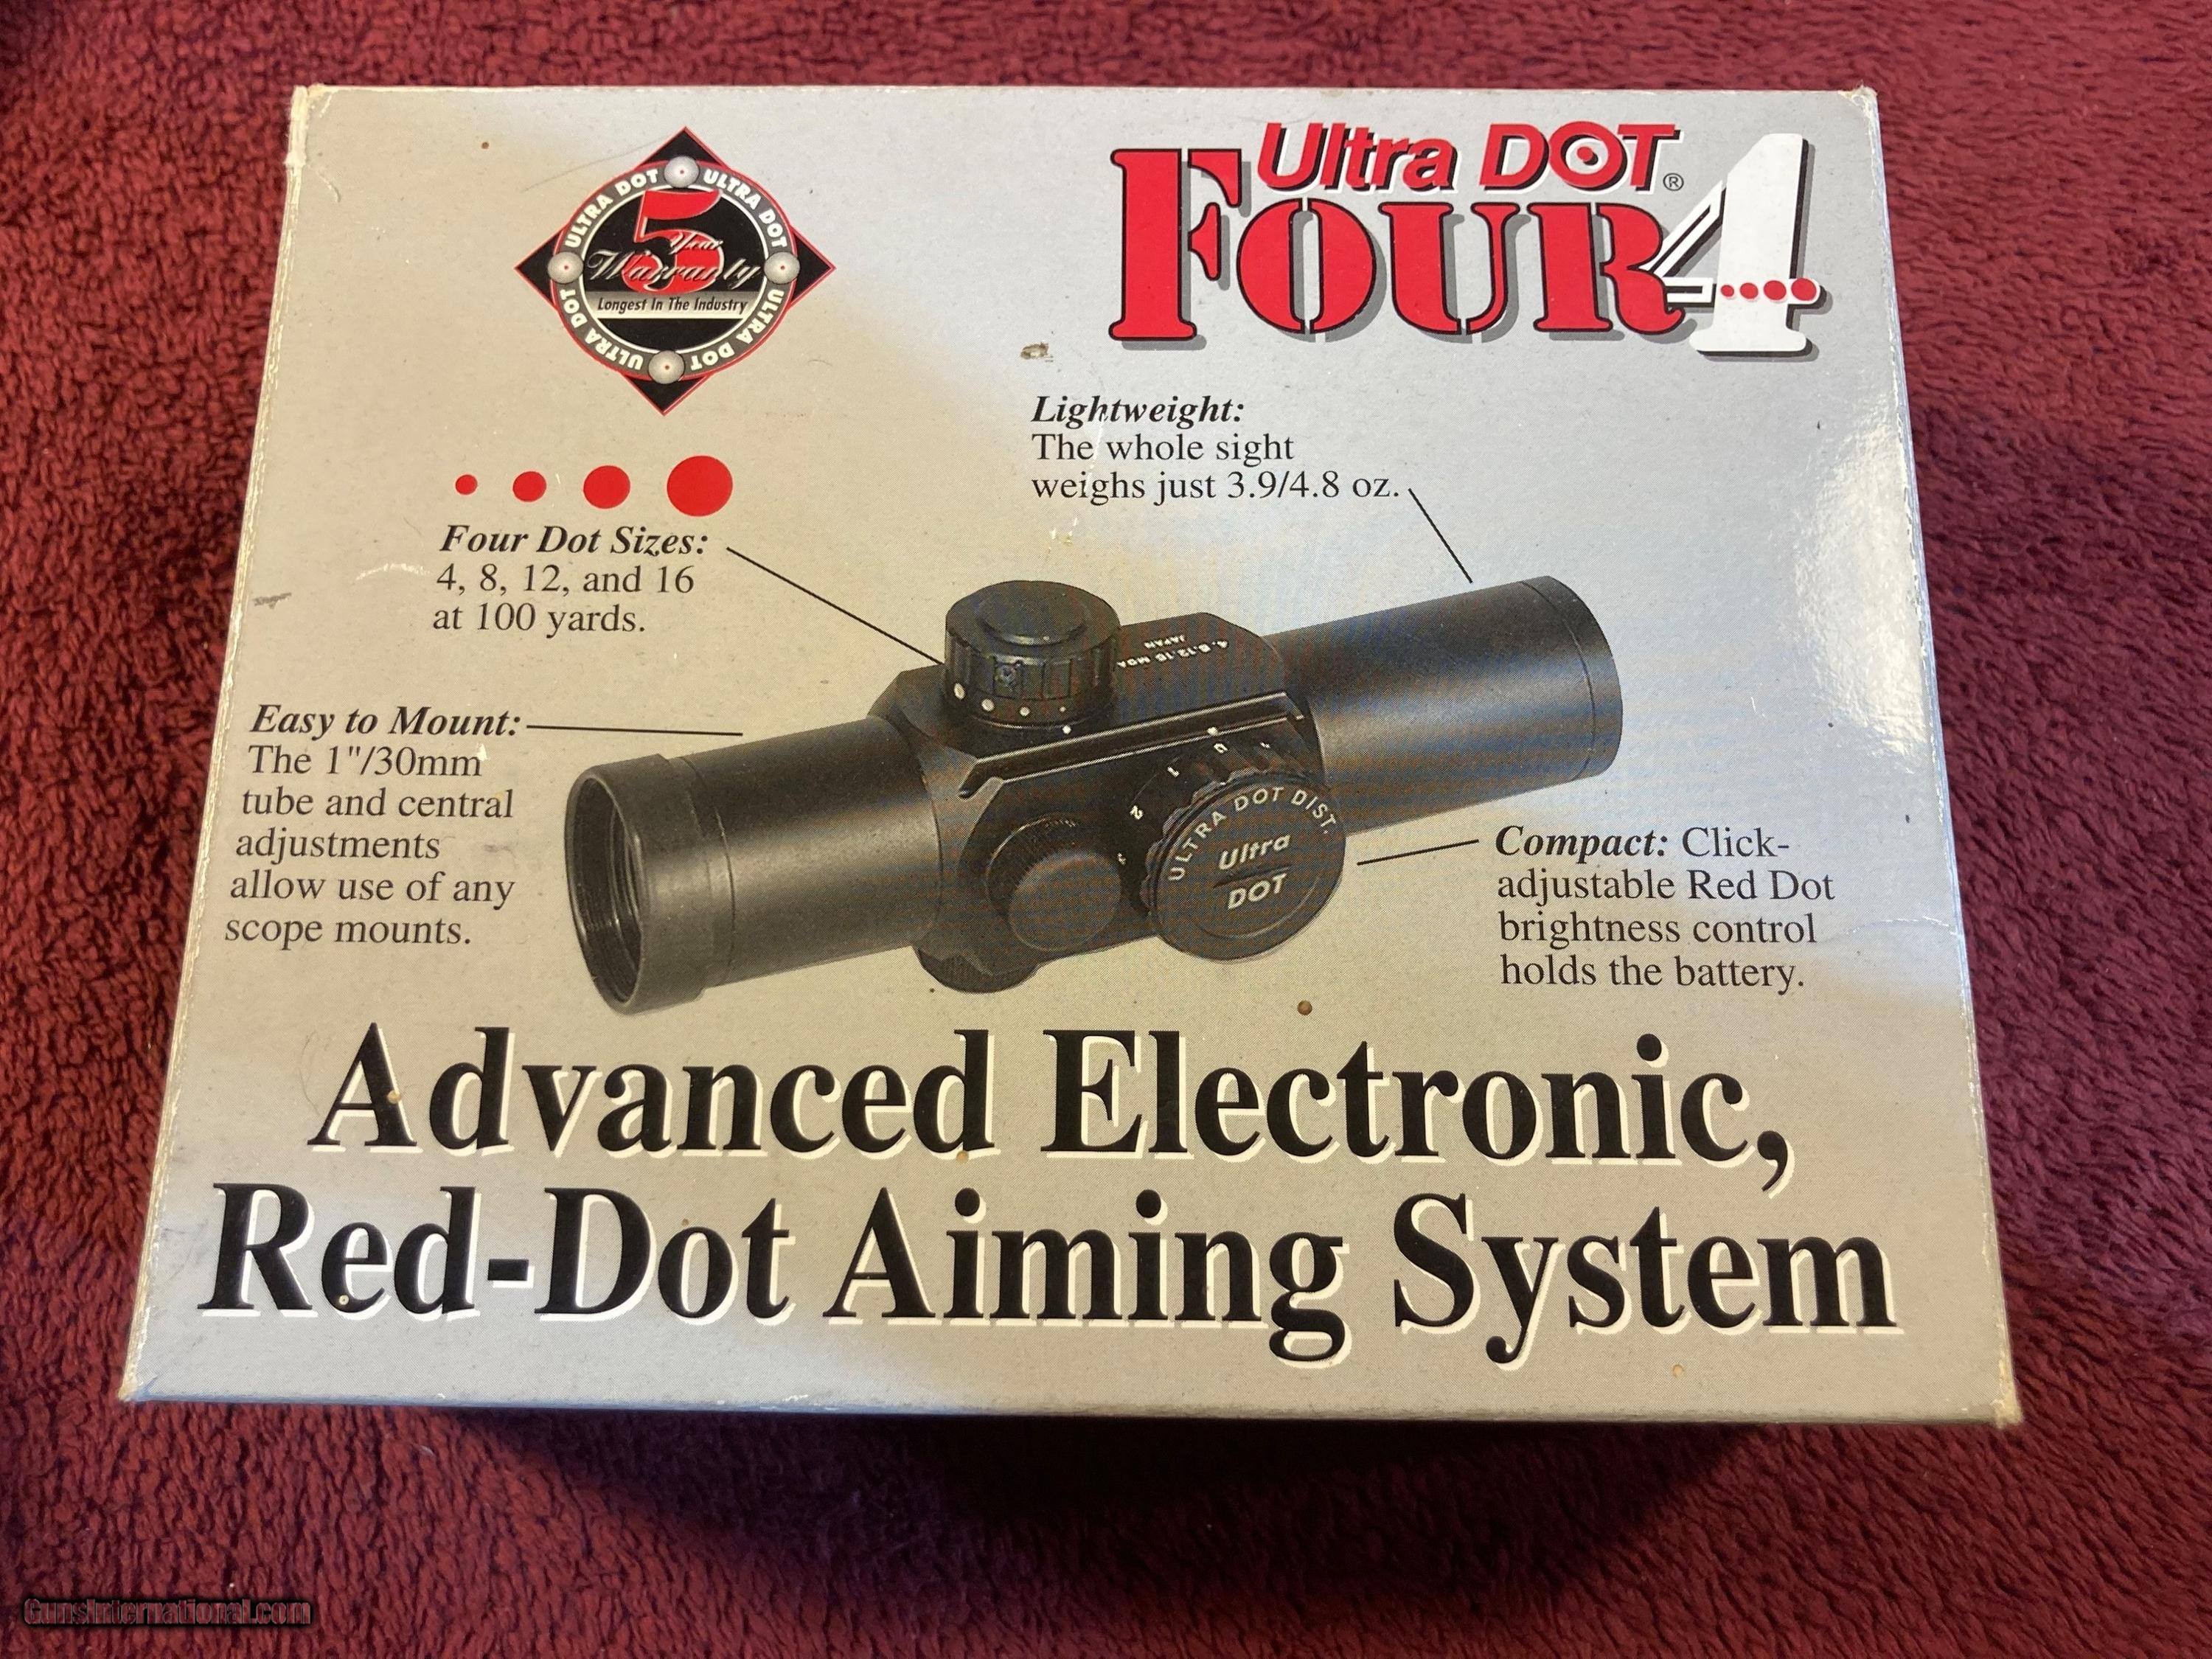 ULTRA DOT ULTRA DOT ULTRA DOT ULTRA DOT
5
Year
Warranty
Longest In The Industry
Ultra DOT®
FOUR 4
Lightweight:
The whole sight
weighs just 3.9/4.8 oz.
Four Dot Sizes:
4, 8, 12, and 16
at 100 yards.
Easy to Mount:
The 1"/30mm
tube and central
adjustments
allow use of any
scope mounts.
4.8.12.16 MOA
JAPAN
1 0 1 2
ULTRA DOT DIST.
Ultra
DOT
Compact: Click-
adjustable Red Dot
brightness control
holds the battery.
Advanced Electronic,
Red-Dot Aiming System
GunsInternational.com